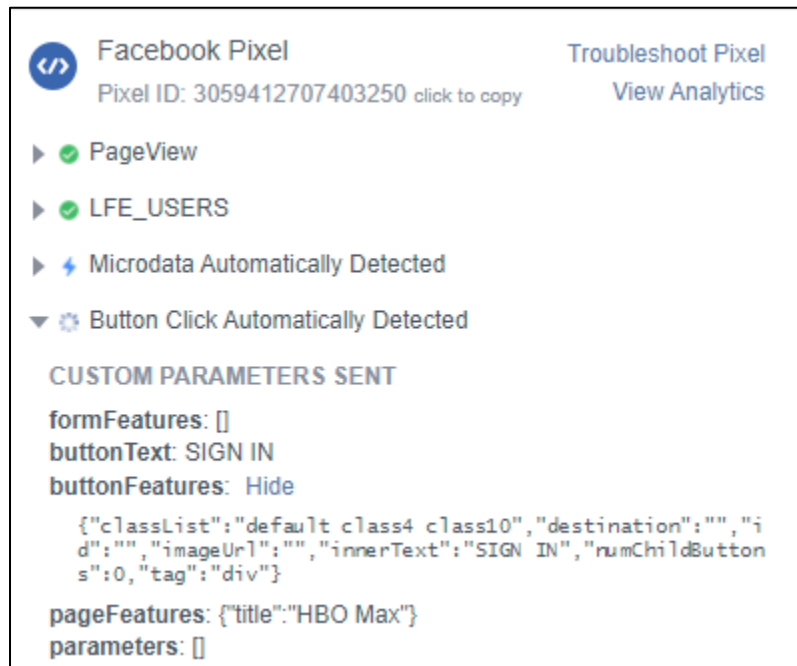 Facebook Pixel
Troubleshoot Pixel
Pixel ID: 3059412707403250 click to copy
View Analytics
PageView
LFE_USERS
Microdata Automatically Detected
Button Click Automatically Detected
CUSTOM PARAMETERS SENT
formFeatures: []
buttonText: SIGN IN
buttonFeatures: Hide
{"classList":"default class4 class10","destination":"","i
d":"","imageUrl":"","innerText":"SIGN IN","numChildButton
s":0,"tag":"div"}
pageFeatures: {"title":"HBO Max"}
parameters: []